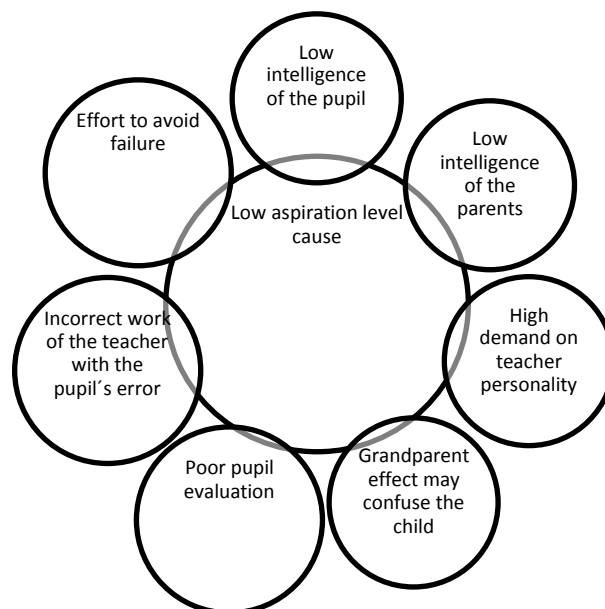 Low
intelligence
of the pupil
Effort to avoid
failure
Low
intelligence
of the
parents
Low aspiration level
cause
High
demand on
teacher
personality
Incorrect work
of the teacher
with the
pupil´s error
Grandparent
effect may
confuse the
child
Poor pupil
evaluation